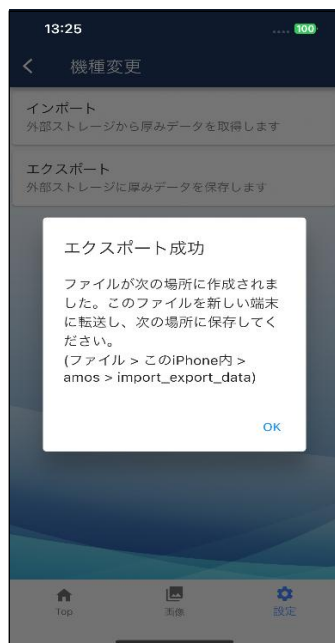 13:25
100
機種変更
インポート
外部ストレージから厚みデータを取得します
エクスポート
外部ストレージに厚みデータを保存します
エクスポート成功
ファイルが次の場所に作成されま
した。このファイルを新しい端末
に転送し、次の場所に保存してく
ださい。
(ファイル > このiPhone内 >
amos > import_export_data)
OK
Top
画像
設定